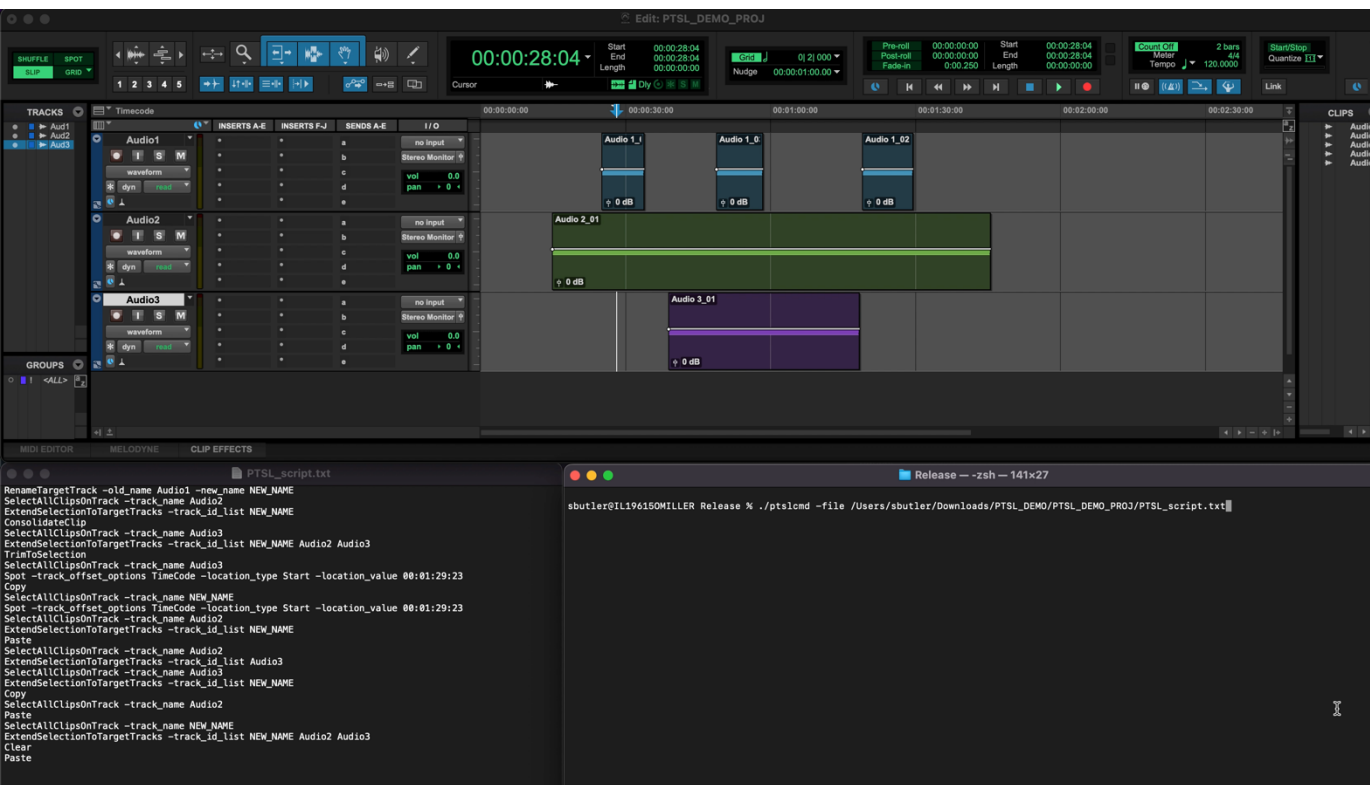 Edit: PTSL_DEMO_PROJ
SHUFFLE SPOT
SLIP GRID
1 2 3 4 5
00:00:28:04
Start 00:00:28:04
End 00:00:28:04
Length 00:00:00:00
Cursor
Dly S M
Grid 0| 2| 000
Nudge 00:00:01:00.00
Pre-roll 00:00:00:00
Post-roll 00:00:00:00
Fade-in 0:00.250
Start 00:00:28:04
End 00:00:28:04
Length 00:00:00:00
Count Off 2 bars
Meter 4/4
Tempo 120.0000
Start/Stop
Quantize
Link
TRACKS
Aud1
Aud2
Aud3
GROUPS
! <ALL>
Timecode
00:00:00:00 00:00:30:00 00:01:00:00 00:01:30:00 00:02:00:00 00:02:30:00
INSERTS A-E INSERTS F-J SENDS A-E I / O
Audio1
I S M
waveform
dyn read
a
b
c
d
e
no input
Stereo Monitor
vol 0.0
pan 0
Audio 1_0
0 dB
Audio 1_02
0 dB
0 dB
Audio2
I S M
waveform
dyn read
a
b
c
d
e
no input
Stereo Monitor
vol 0.0
pan 0
Audio 2_01
0 dB
Audio3
I S M
waveform
dyn read
a
b
c
d
e
no input
Stereo Monitor
vol 0.0
pan 0
Audio 3_01
0 dB
CLIPS
Audi
Audi
Audi
Audi
MIDI EDITOR MELODYNE CLIP EFFECTS
PTSL_script.txt
RenameTargetTrack -old_name Audio1 -new_name NEW_NAME
SelectAllClipsOnTrack -track_name Audio2
ExtendSelectionToTargetTracks -track_id_list NEW_NAME
ConsolidateClip
SelectAllClipsOnTrack -track_name Audio3
ExtendSelectionToTargetTracks -track_id_list NEW_NAME Audio2 Audio3
TrimToSelection
SelectAllClipsOnTrack -track_name Audio3
Spot -track_offset_options TimeCode -location_type Start -location_value 00:01:29:23
Copy
SelectAllClipsOnTrack -track_name NEW_NAME
Spot -track_offset_options TimeCode -location_type Start -location_value 00:01:29:23
SelectAllClipsOnTrack -track_name Audio2
ExtendSelectionToTargetTracks -track_id_list NEW_NAME
Paste
SelectAllClipsOnTrack -track_name Audio2
ExtendSelectionToTargetTracks -track_id_list Audio3
SelectAllClipsOnTrack -track_name Audio3
ExtendSelectionToTargetTracks -track_id_list NEW_NAME
Copy
SelectAllClipsOnTrack -track_name Audio2
Paste
SelectAllClipsOnTrack -track_name NEW_NAME
ExtendSelectionToTargetTracks -track_id_list NEW_NAME Audio2 Audio3
Clear
Paste
Release — -zsh — 141×27
sbutler@IL19615OMILLER Release % ./ptslcmd -file /Users/sbutler/Downloads/PTSL_DEMO/PTSL_DEMO_PROJ/PTSL_script.txt